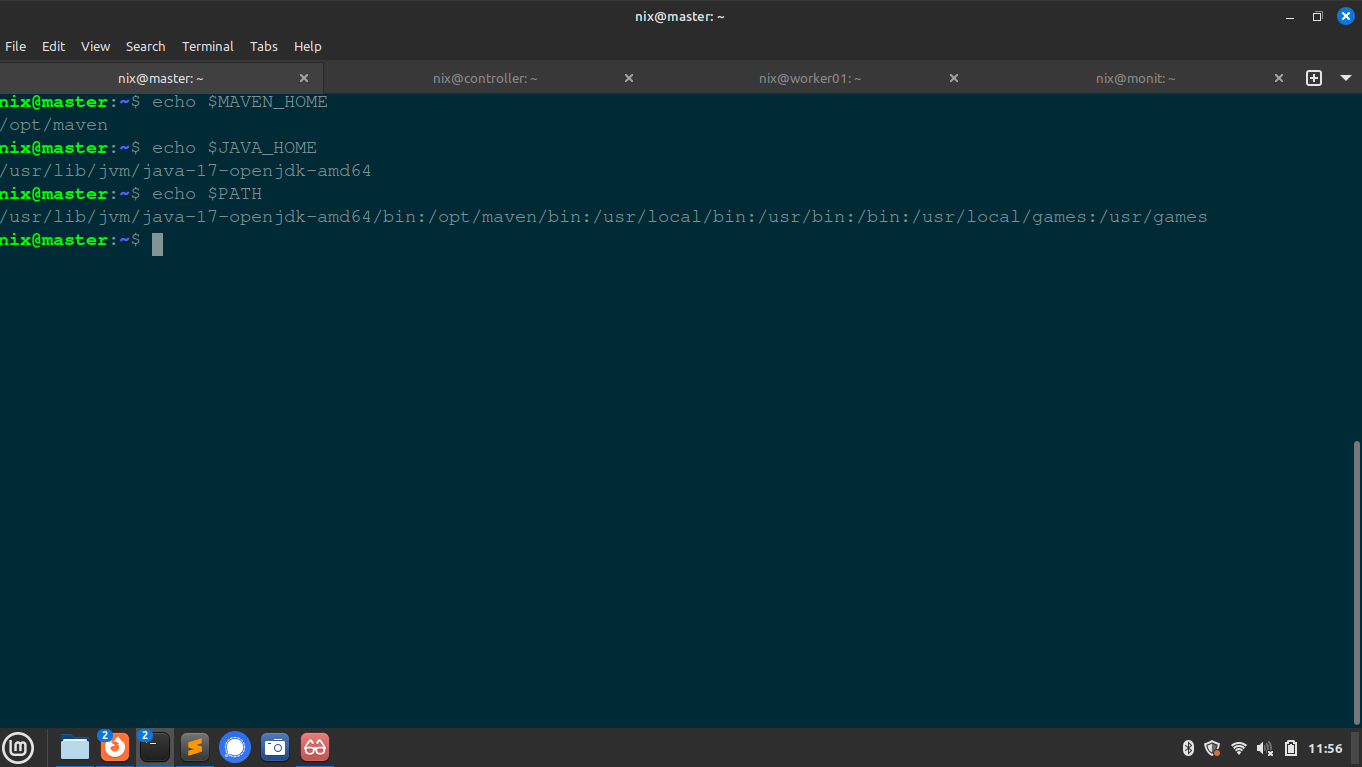 nix@master: ~
File Edit View Search Terminal Tabs Help
nix@master: ~ nix@controller: ~ nix@worker01: ~ nix@monit: ~
nix@master:~$ echo $MAVEN_HOME
/opt/maven
nix@master:~$ echo $JAVA_HOME
/usr/lib/jvm/java-17-openjdk-amd64
nix@master:~$ echo $PATH
/usr/lib/jvm/java-17-openjdk-amd64/bin:/opt/maven/bin:/usr/local/bin:/usr/bin:/bin:/usr/local/games:/usr/games
nix@master:~$
2 2 11:56